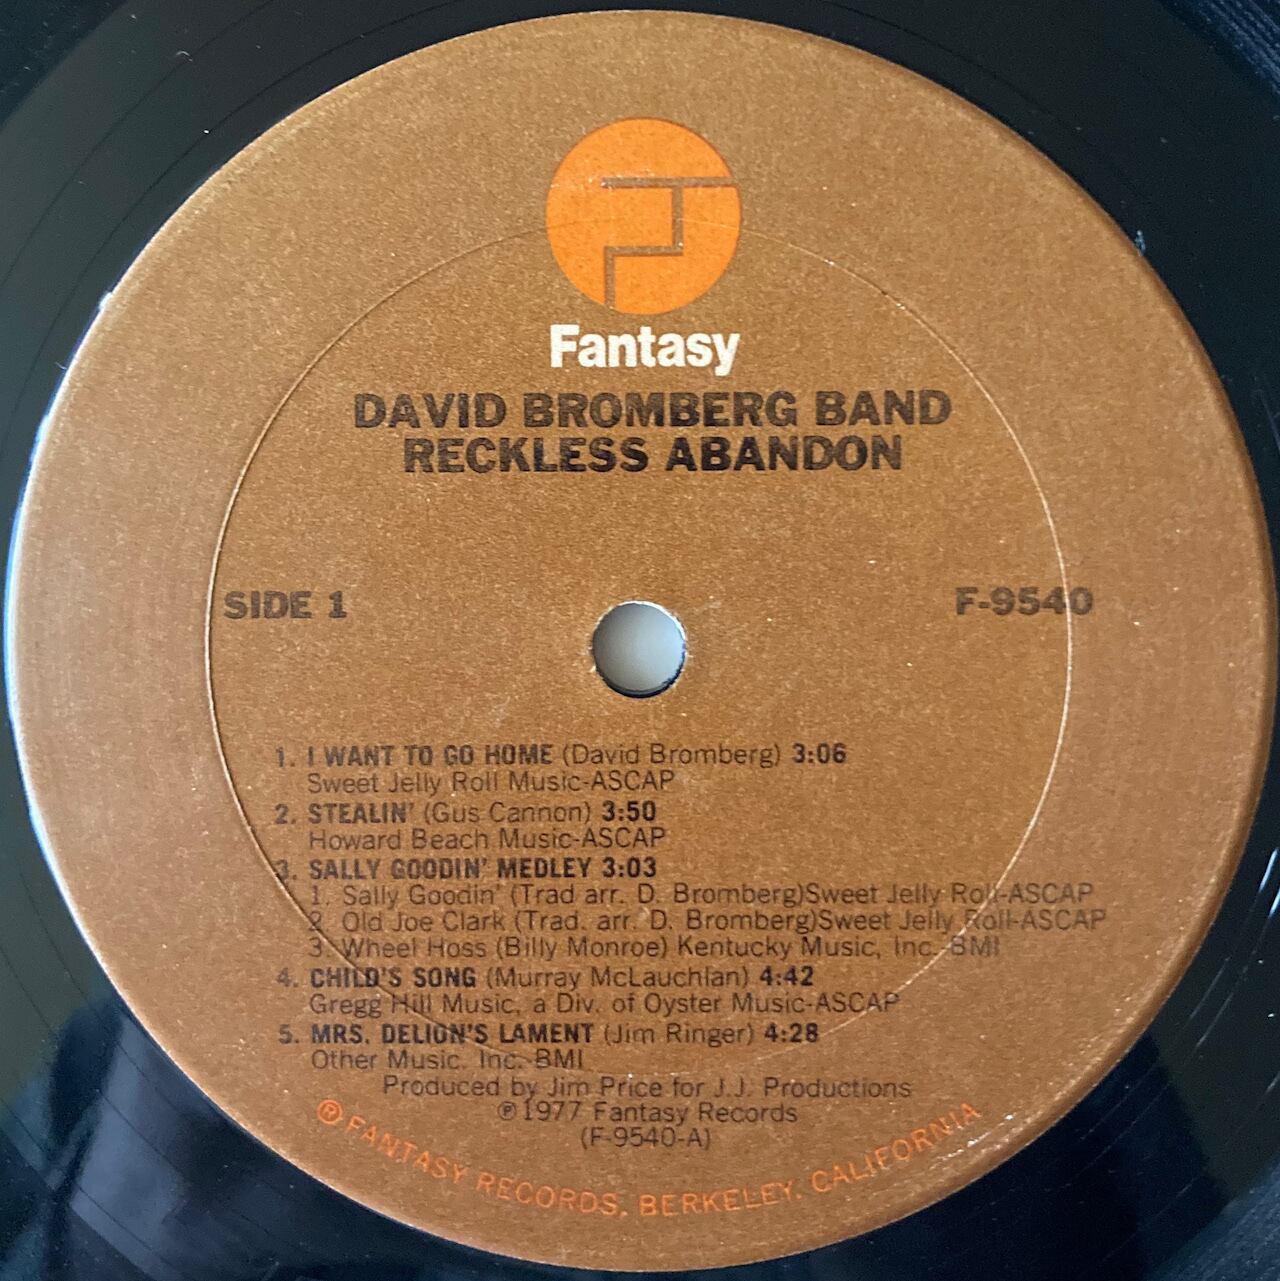 Fantasy
DAVID BROMBERG BAND
RECKLESS ABANDON
SIDE 1
F-9540
1. I WANT TO GO HOME (David Bromberg) 3:06
Sweet Jelly Roll Music-ASCAP
2. STEALIN' (Gus Cannon) 3:50
Howard Beach Music-ASCAP
3. SALLY GOODIN' MEDLEY 3:03
1. Sally Goodin' (Trad arr. D. Bromberg)Sweet Jelly Roll-ASCAP
2. Old Joe Clark (Trad. arr. D. Bromberg)Sweet Jelly Roll-ASCAP
3. Wheel Hoss (Billy Monroe) Kentucky Music, Inc.-BMI
4. CHILD'S SONG (Murray McLauchlan) 4:42
Gregg Hill Music, a Div. of Oyster Music-ASCAP
5. MRS. DELION'S LAMENT (Jim Ringer) 4:28
Other Music. Inc.-BMI
Produced by Jim Price for J.J. Productions
℗1977 Fantasy Records
(F-9540-A)
® FANTASY RECORDS, BERKELEY, CALIFORNIA